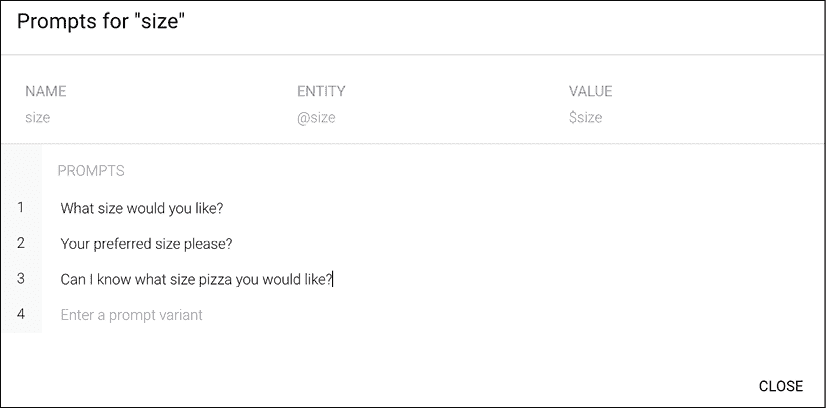 Prompts for "size"
NAME ENTITY VALUE
size @size $size
PROMPTS
1 What size would you like?
2 Your preferred size please?
3 Can I know what size pizza you would like?
4 Enter a prompt variant
CLOSE